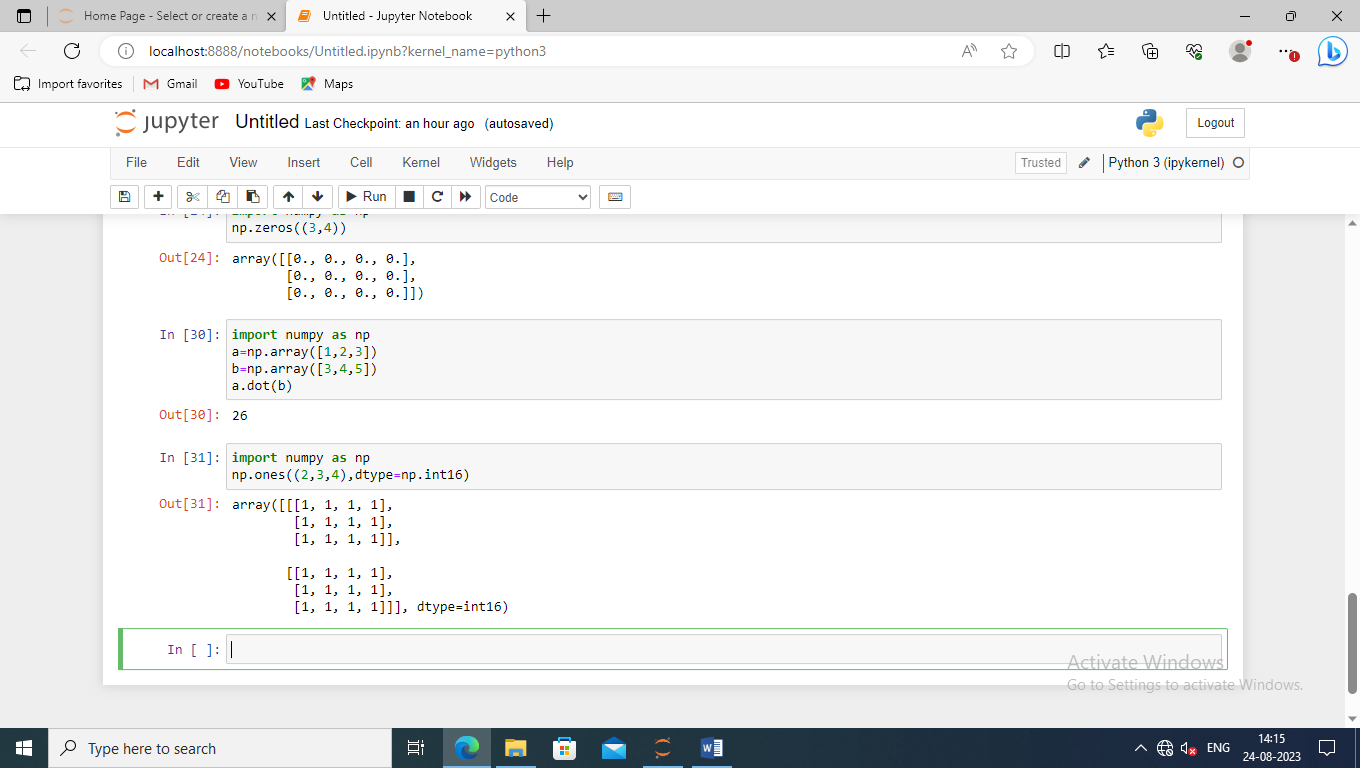 Home Page - Select or create a n
Untitled - Jupyter Notebook
localhost:8888/notebooks/Untitled.ipynb?kernel_name=python3
Import favorites
Gmail
YouTube
Maps
jupyter Untitled Last Checkpoint: an hour ago (autosaved)
Logout
File Edit View Insert Cell Kernel Widgets Help
Trusted
Python 3 (ipykernel)
Run
Code
In [24]: import numpy as np
np.zeros((3,4))
Out[24]: array([[0., 0., 0., 0.],
[0., 0., 0., 0.],
[0., 0., 0., 0.]])
In [30]: import numpy as np
a=np.array([1,2,3])
b=np.array([3,4,5])
a.dot(b)
Out[30]: 26
In [31]: import numpy as np
np.ones((2,3,4),dtype=np.int16)
Out[31]: array([[[1, 1, 1, 1],
[1, 1, 1, 1],
[1, 1, 1, 1]],
[[1, 1, 1, 1],
[1, 1, 1, 1],
[1, 1, 1, 1]]], dtype=int16)
In [ ]:
Activate Windows
Go to Settings to activate Windows.
Type here to search
ENG
14:15
24-08-2023